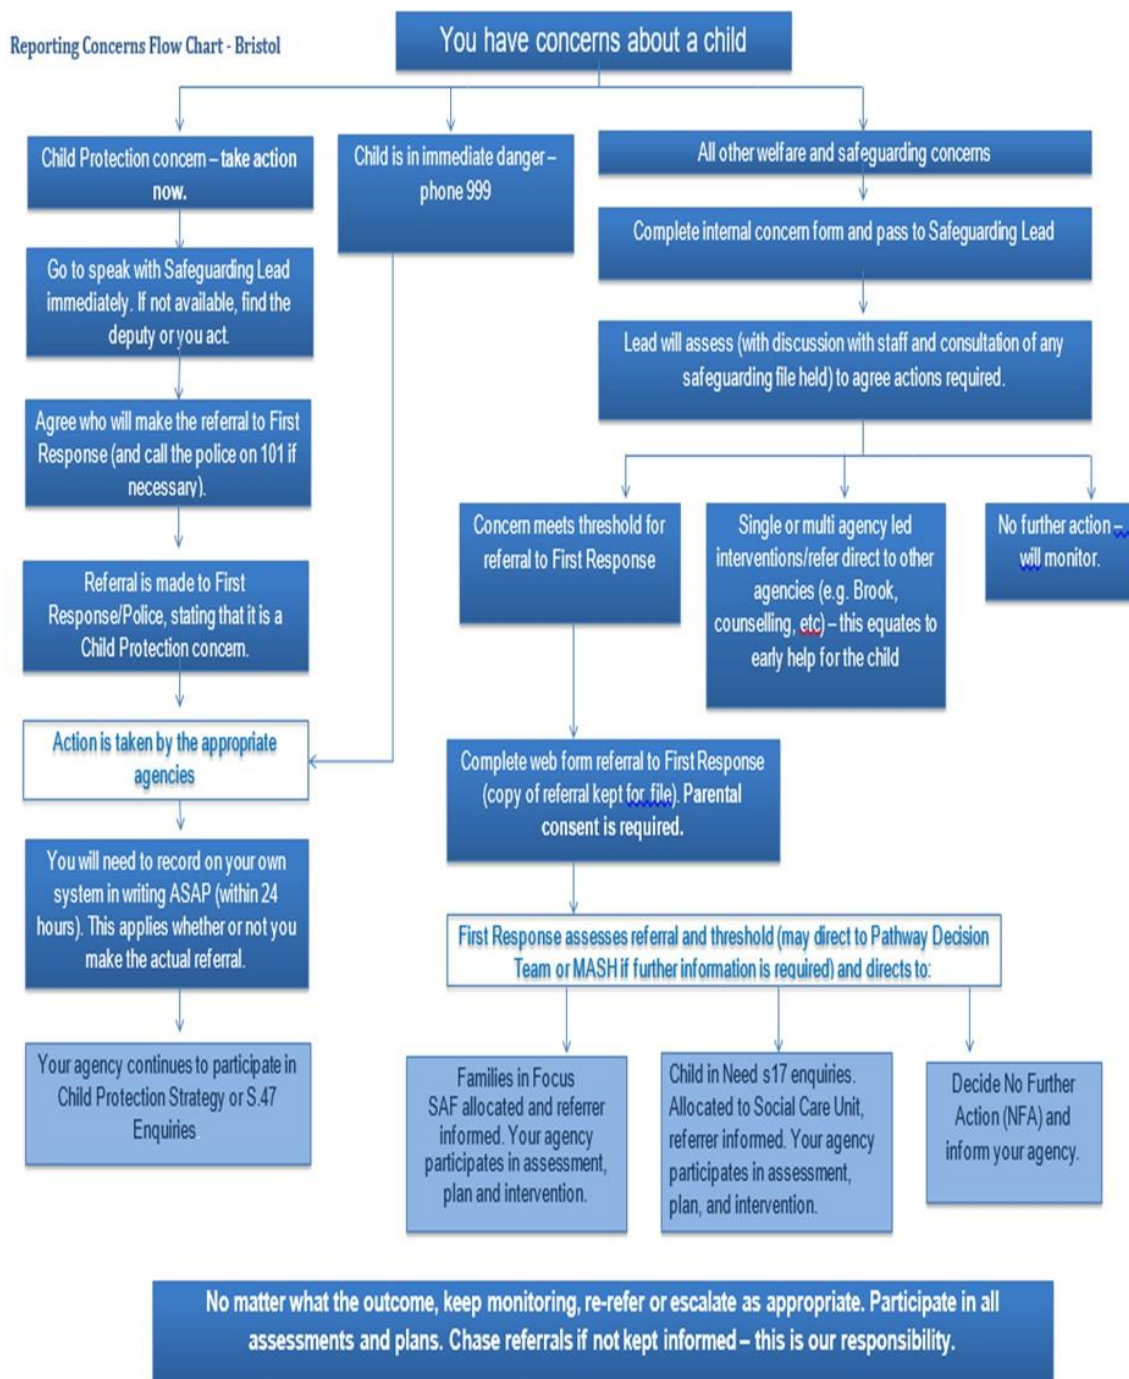 Reporting Concerns Flow Chart - Bristol
You have concerns about a child
Child Protection concern – take action
now.
Child is in immediate danger –
phone 999
All other welfare and safeguarding concerns
Complete internal concern form and pass to Safeguarding Lead
Go to speak with Safeguarding Lead
immediately. If not available, find the
deputy or you act.
Lead will assess (with discussion with staff and consultation of any
safeguarding file held) to agree actions required.
Agree who will make the referral to First
Response (and call the police on 101 if
necessary).
Concern meets threshold for
referral to First Response
Single or multi agency led
interventions/refer direct to other
agencies (e.g. Brook,
counselling, etc) – this equates to
early help for the child
No further action –
will monitor.
Referral is made to First
Response/Police, stating that it is a
Child Protection concern.
Action is taken by the appropriate
agencies
Complete web form referral to First Response
(copy of referral kept for file). Parental
consent is required.
You will need to record on your own
system in writing ASAP (within 24
hours). This applies whether or not you
make the actual referral.
First Response assesses referral and threshold (may direct to Pathway Decision
Team or MASH if further information is required) and directs to:
Your agency continues to participate in
Child Protection Strategy or S.47
Enquiries.
Families in Focus
SAF allocated and referrer
informed. Your agency
participates in assessment,
plan and intervention.
Child in Need s17 enquiries.
Allocated to Social Care Unit,
referrer informed. Your agency
participates in assessment,
plan, and intervention.
Decide No Further
Action (NFA) and
inform your agency.
No matter what the outcome, keep monitoring, re-refer or escalate as appropriate. Participate in all
assessments and plans. Chase referrals if not kept informed – this is our responsibility.